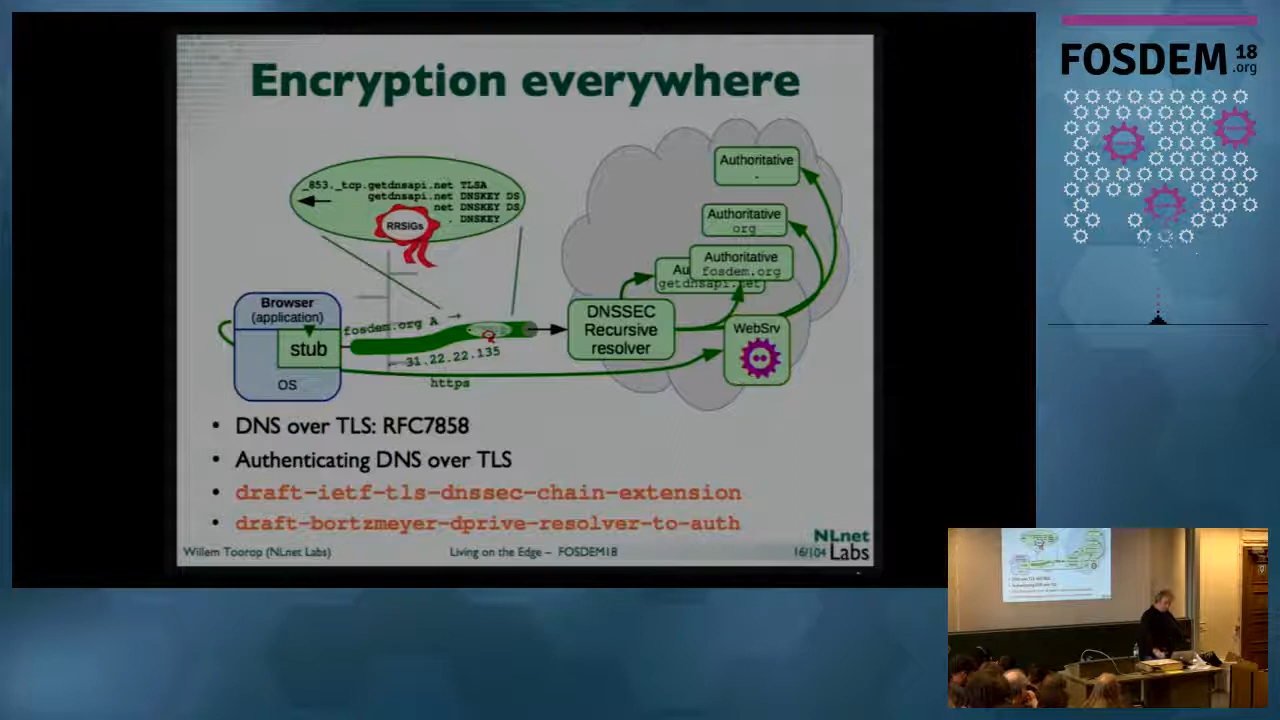 Encryption everywhere
_853._tcp.getdnsapi.net TLSA
getdnsapi.net DNSKEY DS
net DNSKEY DS
. DNSKEY
RRSIGs
Authoritative
.
Authoritative
org
Authoritative
fosdem.org
Au
getdnsapi.net
Browser
(application)
stub
OS
fosdem.org A →
← 31.22.22.135
https
DNSSEC
Recursive
resolver
WebSrv
• DNS over TLS: RFC7858
• Authenticating DNS over TLS
• draft-ietf-tls-dnssec-chain-extension
• draft-bortzmeyer-dprive-resolver-to-auth
Willem Toorop (NLnet Labs)
Living on the Edge – FOSDEM18
16/104
NLnet
Labs
FOSDEM 18
.org